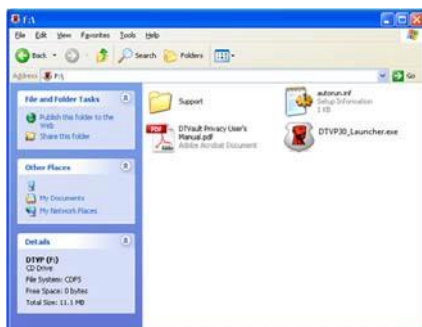 F:\
File Edit View Favorites Tools Help
Back Search Folders
Address F:\ Go
File and Folder Tasks
Publish this folder to the
Web
Share this folder
Other Places
My Documents
My Network Places
Details
DTVP (F:)
CD Drive
File System: CDFS
Free Space: 0 bytes
Total Size: 11.1 MB
Support
autorun.inf
Setup Information
1 KB
DTVault Privacy User's
Manual.pdf
Adobe Acrobat Document
DTVP30_Launcher.exe